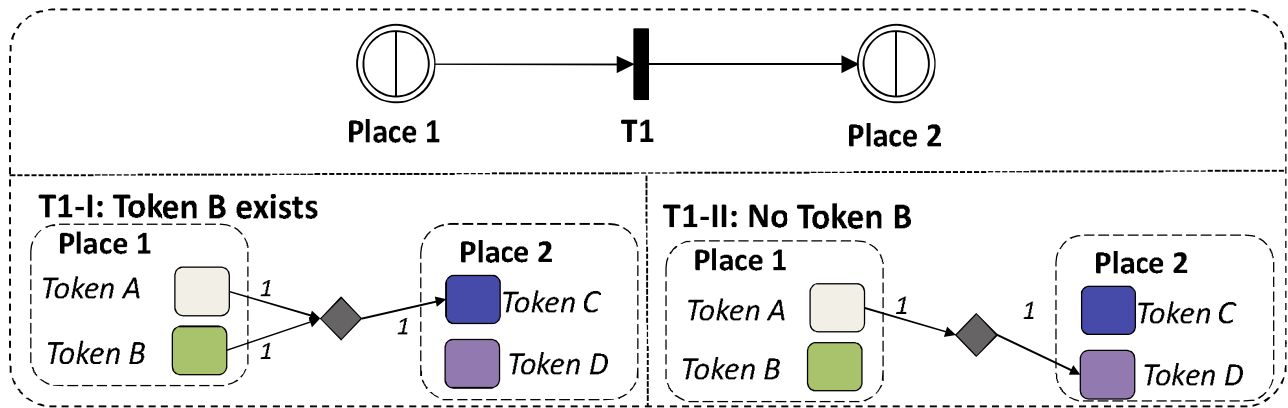 Place 1
T1
Place 2
T1-I: Token B exists
Place 1
Token A
1
Token B
1
1
Place 2
Token C
Token D
T1-II: No Token B
Place 1
Token A
1
Token B
1
Place 2
Token C
Token D